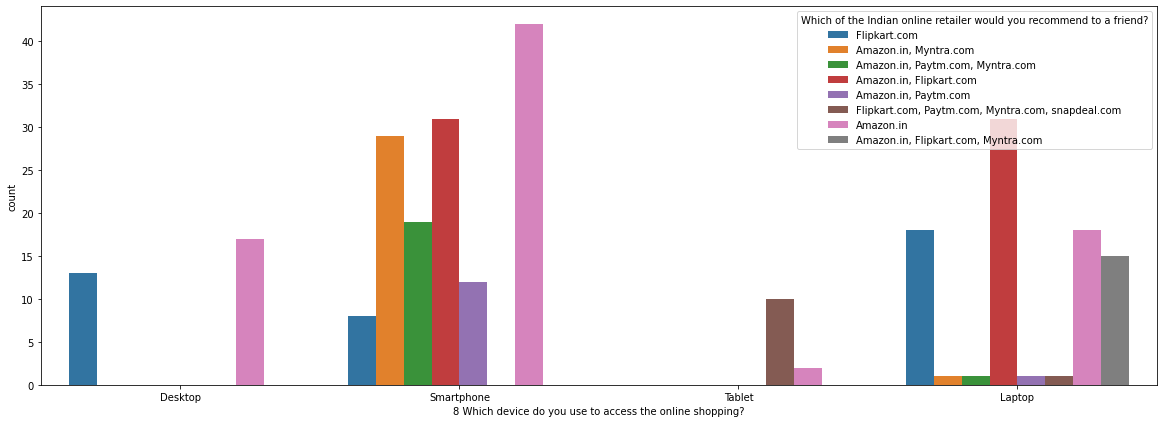 Which of the Indian online retailer would you recommend to a friend?
Flipkart.com
Amazon.in, Myntra.com
Amazon.in, Paytm.com, Myntra.com
Amazon.in, Flipkart.com
Amazon.in, Paytm.com
Flipkart.com, Paytm.com, Myntra.com, snapdeal.com
Amazon.in
Amazon.in, Flipkart.com, Myntra.com
count
40
35
30
25
20
15
10
5
0
Desktop Smartphone Tablet Laptop
8 Which device do you use to access the online shopping?